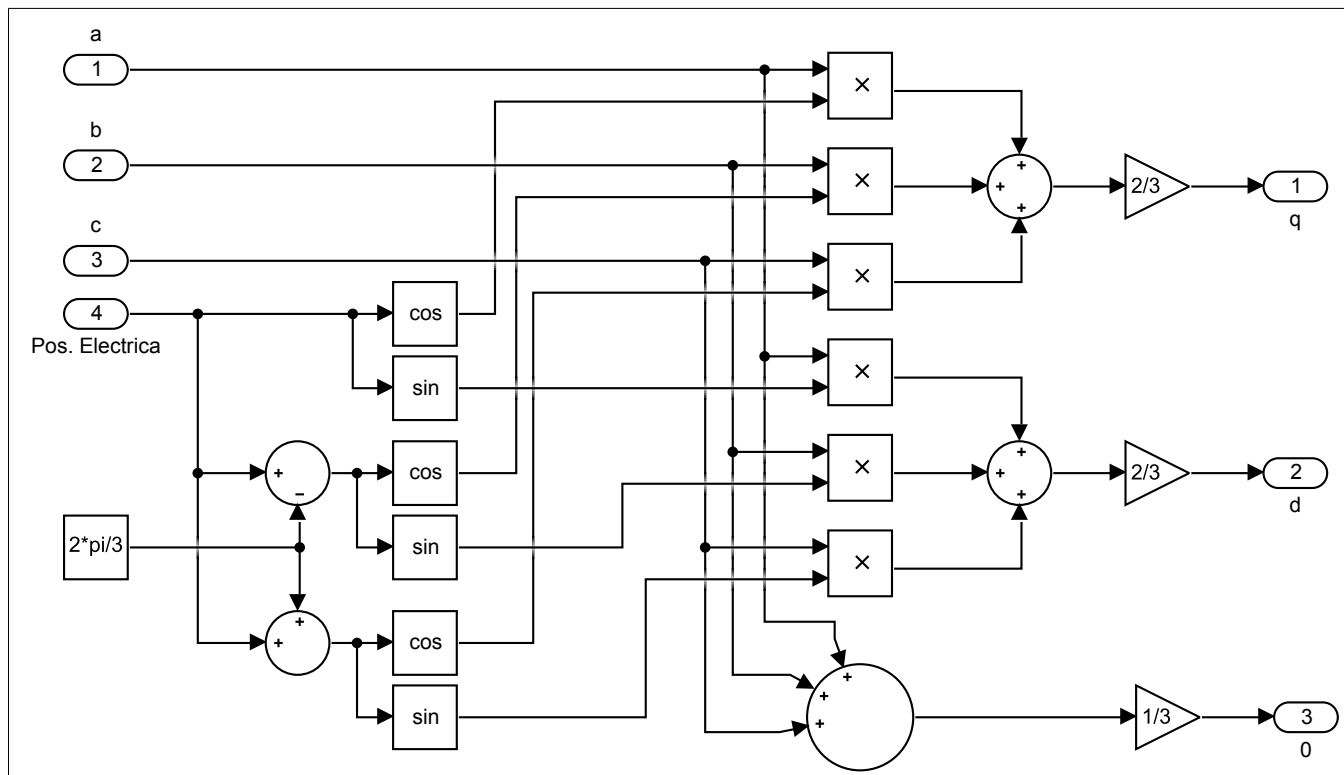 a
1
×
b
2
×
+
+
+
2/3
1
q
c
3
×
4
cos
Pos. Electrica
×
sin
+
−
cos
×
+
+
+
2/3
2
d
2*pi/3
sin
×
+
+
cos
+
+
+
sin
1/3
3
0